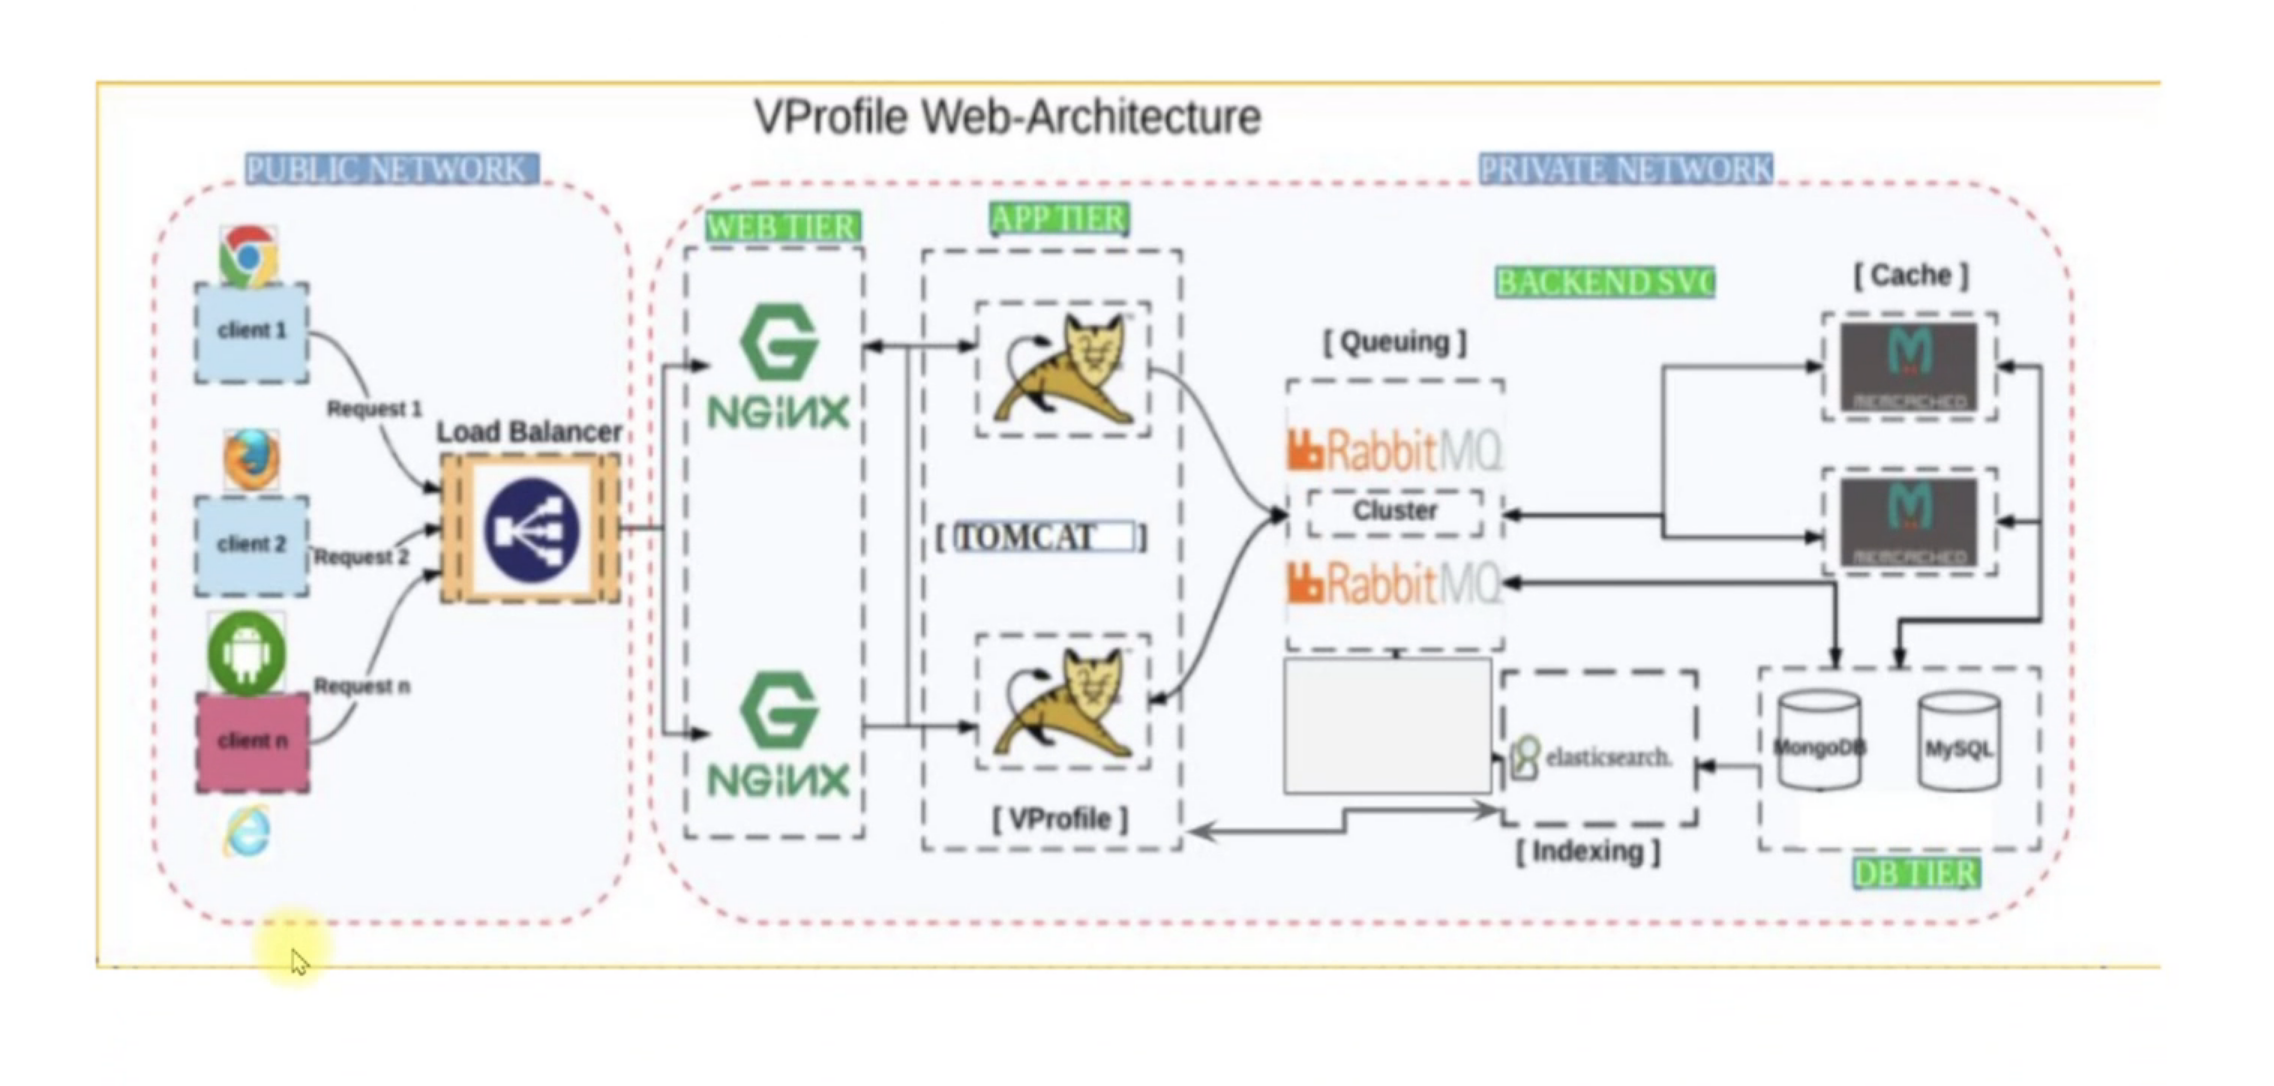 VProfile Web-Architecture
PUBLIC NETWORK
PRIVATE NETWORK
WEB TIER
APP TIER
BACKEND SVC
[ Cache ]
client 1
Request 1
Load Balancer
client 2
Request 2
client n
Request n
NGiNX
NGiNX
[ TOMCAT ]
[ VProfile ]
[ Queuing ]
RabbitMQ
Cluster
RabbitMQ
MEMCACHED
MEMCACHED
elasticsearch.
[ Indexing ]
MongoDB
MySQL
DB TIER